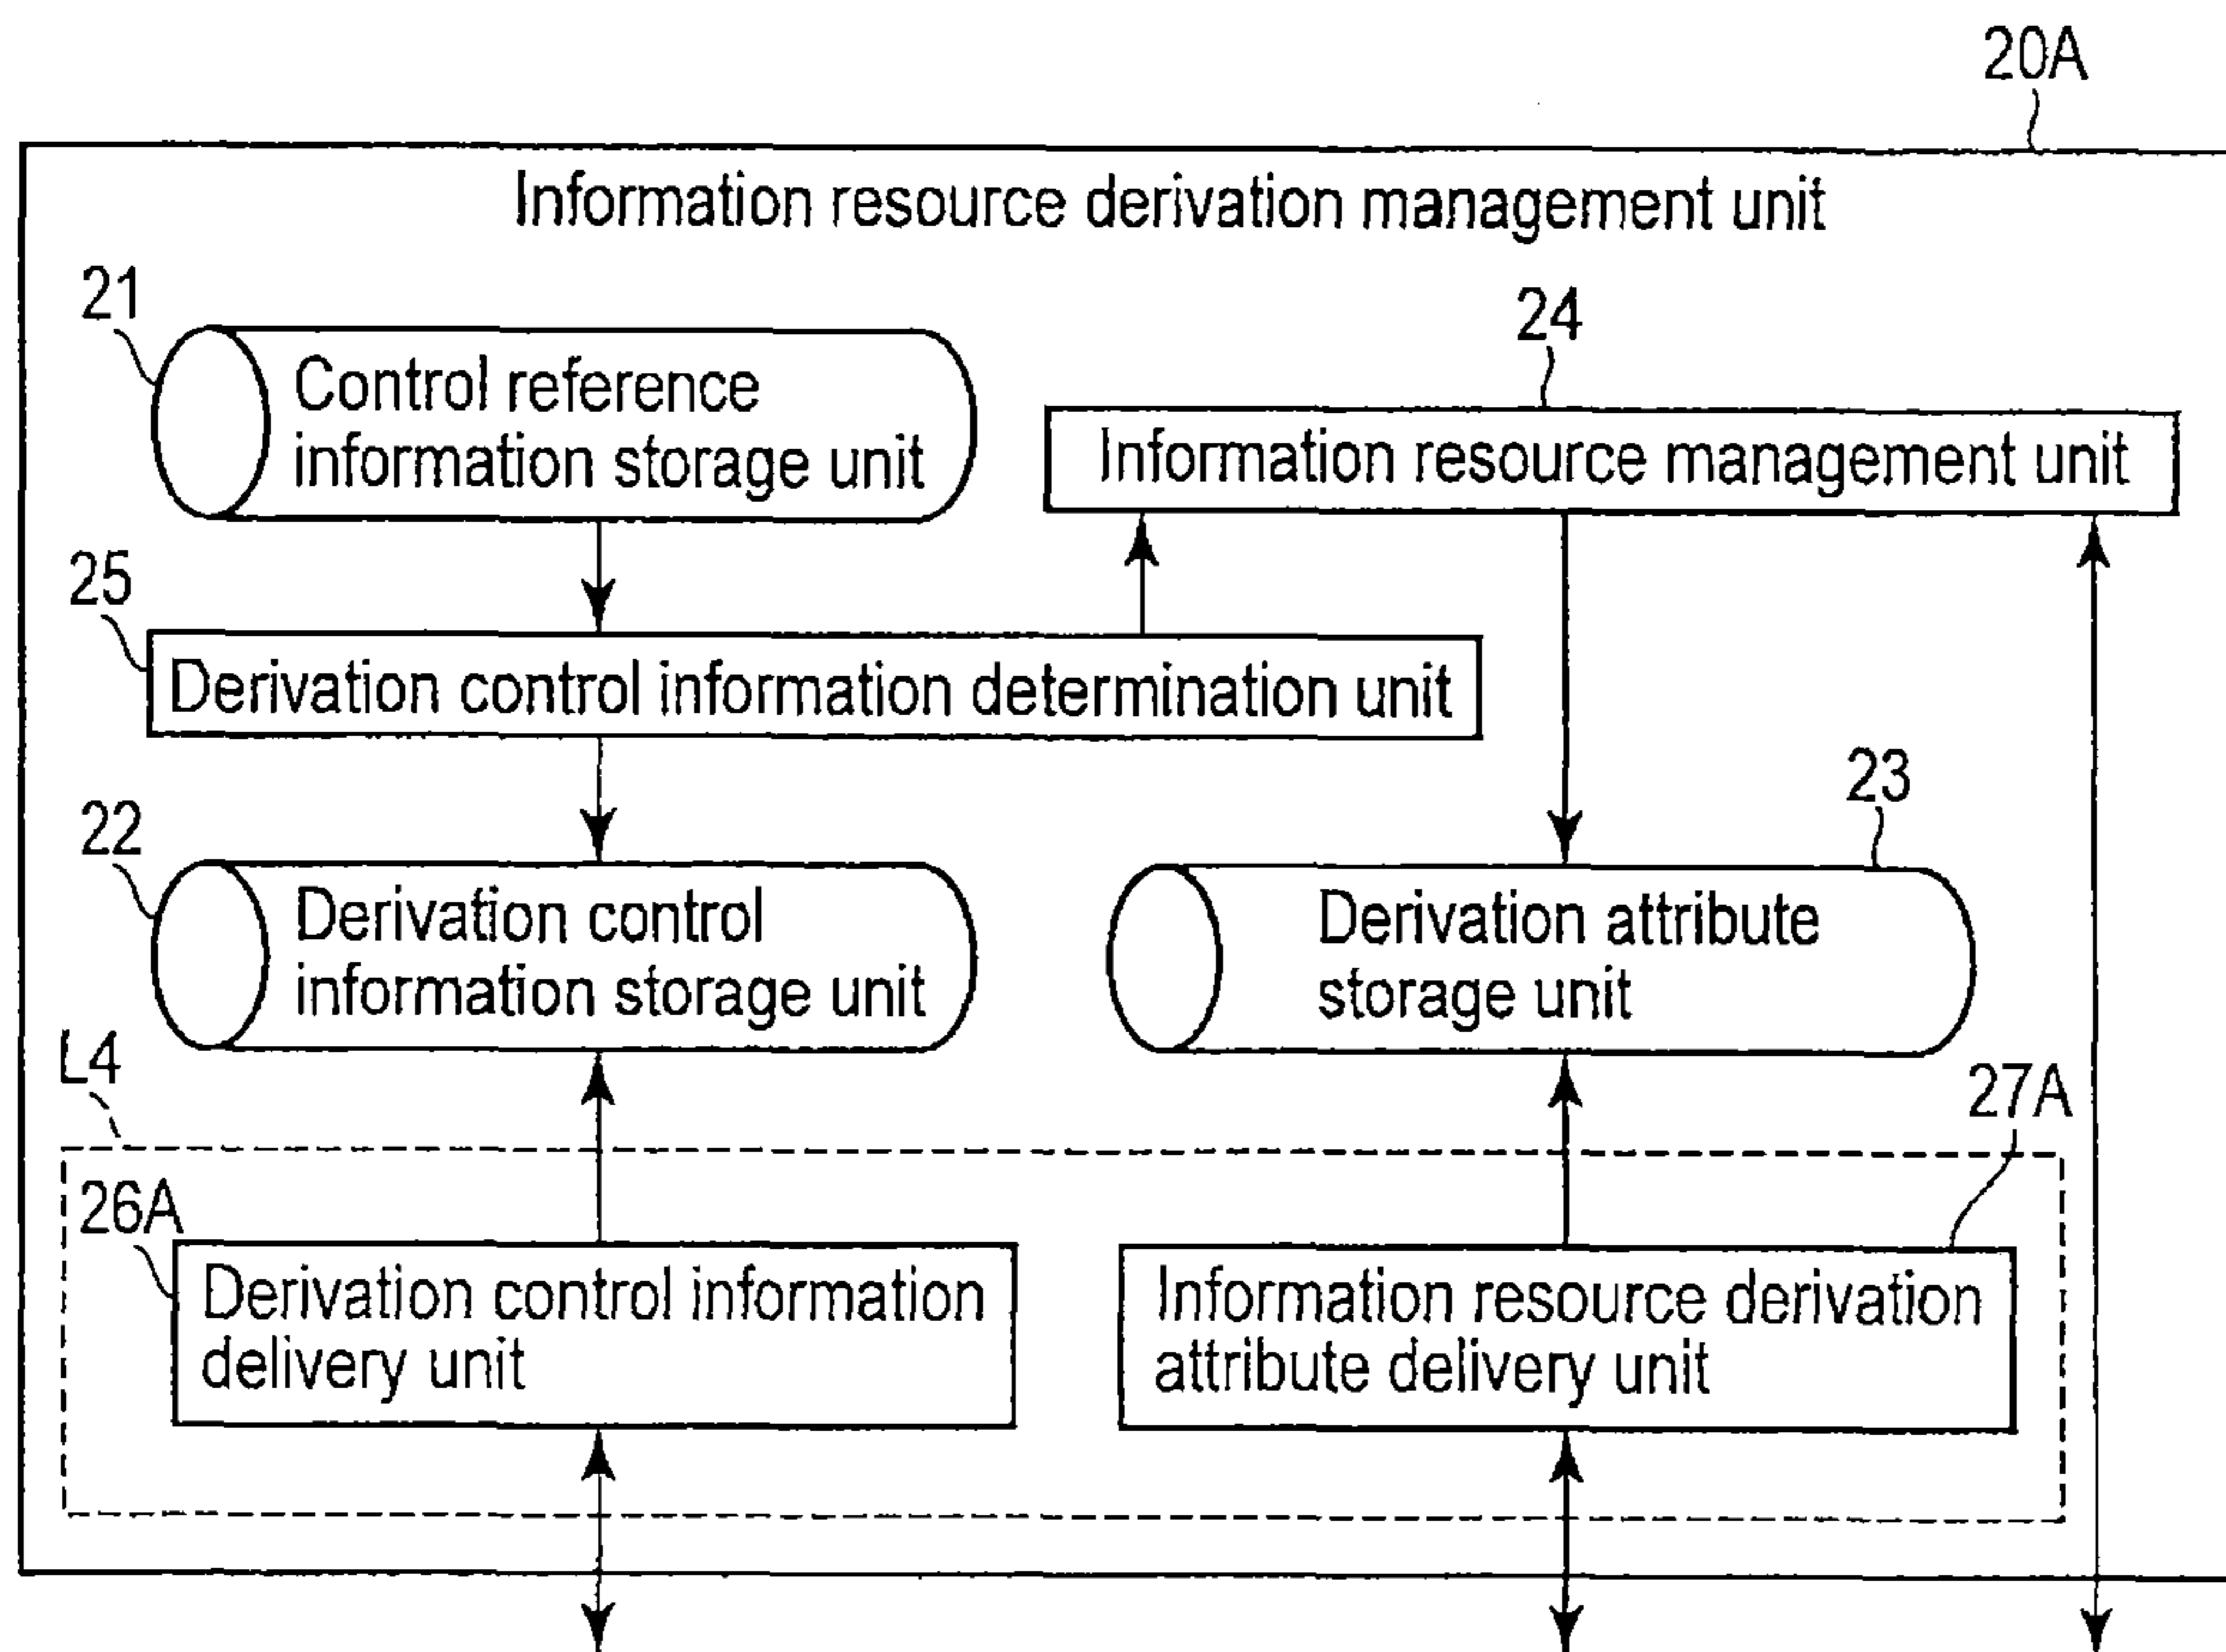 20A
Information resource derivation management unit
21
Control reference
information storage unit
24
Information resource management unit
25
Derivation control information determination unit
22
Derivation control
information storage unit
23
Derivation attribute
storage unit
L4
27A
26A
Derivation control information
delivery unit
Information resource derivation
attribute delivery unit